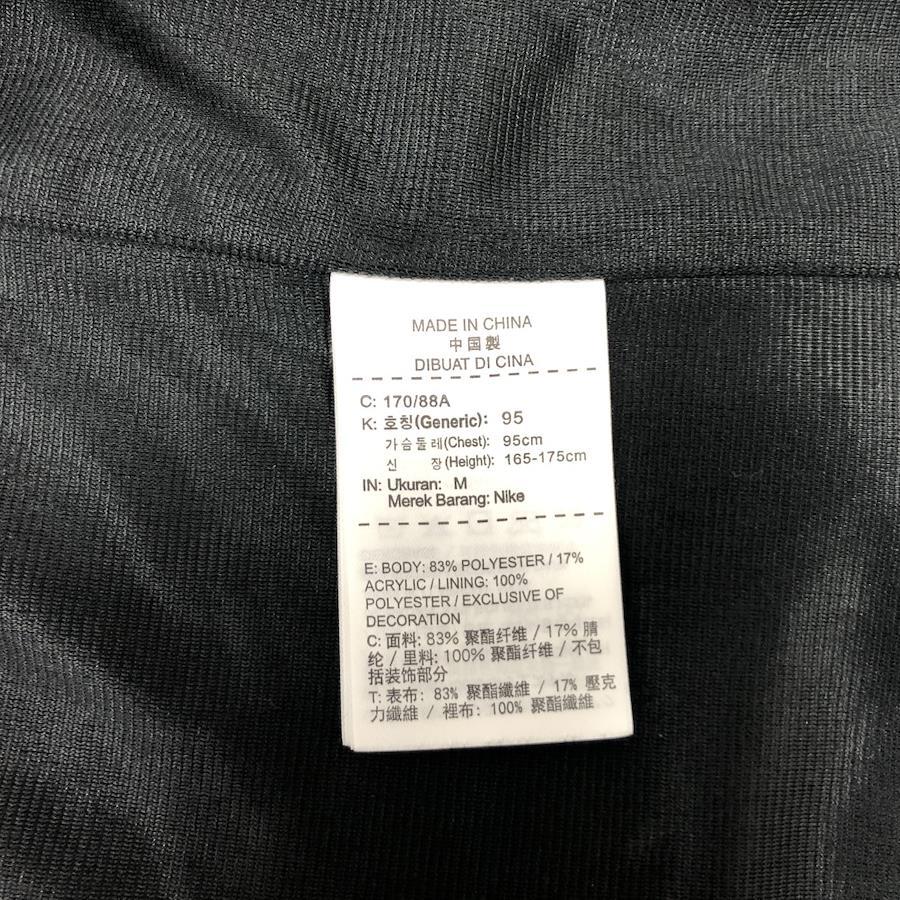 MADE IN CHINA
中国製
DIBUAT DI CINA
C: 170/88A
K: 호칭(Generic): 95
가슴둘레(Chest): 95cm
신 장(Height): 165-175cm
IN: Ukuran: M
Merek Barang: Nike
E: BODY: 83% POLYESTER / 17%
ACRYLIC / LINING: 100%
POLYESTER / EXCLUSIVE OF
DECORATION
C: 面料: 83% 聚酯纤维 / 17% 腈
纶 / 里料: 100% 聚酯纤维 / 不包
括装饰部分
T: 表布: 83% 聚酯纖維 / 17% 壓克
力纖維 / 裡布: 100% 聚酯纖維